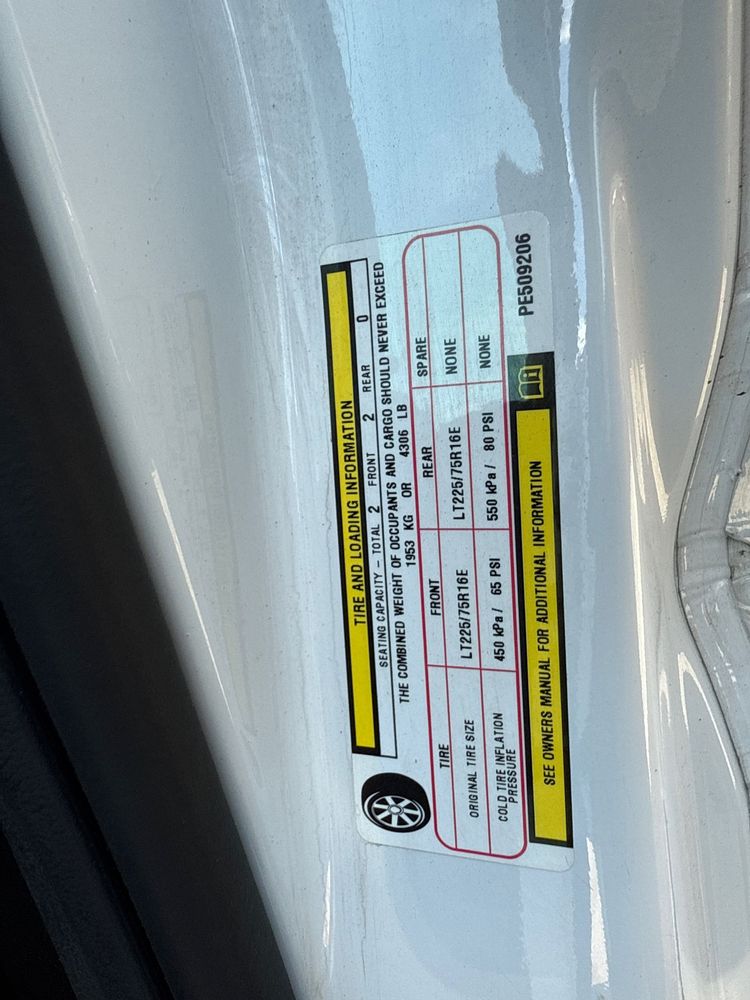 TIRE AND LOADING INFORMATION
SEATING CAPACITY – TOTAL 2 FRONT 2 REAR 0
THE COMBINED WEIGHT OF OCCUPANTS AND CARGO SHOULD NEVER EXCEED
1953 KG OR 4306 LB
TIRE FRONT REAR SPARE
ORIGINAL TIRE SIZE LT225/75R16E LT225/75R16E NONE
COLD TIRE INFLATION PRESSURE 450 kPa / 65 PSI 550 kPa / 80 PSI NONE
SEE OWNERS MANUAL FOR ADDITIONAL INFORMATION
PE509206